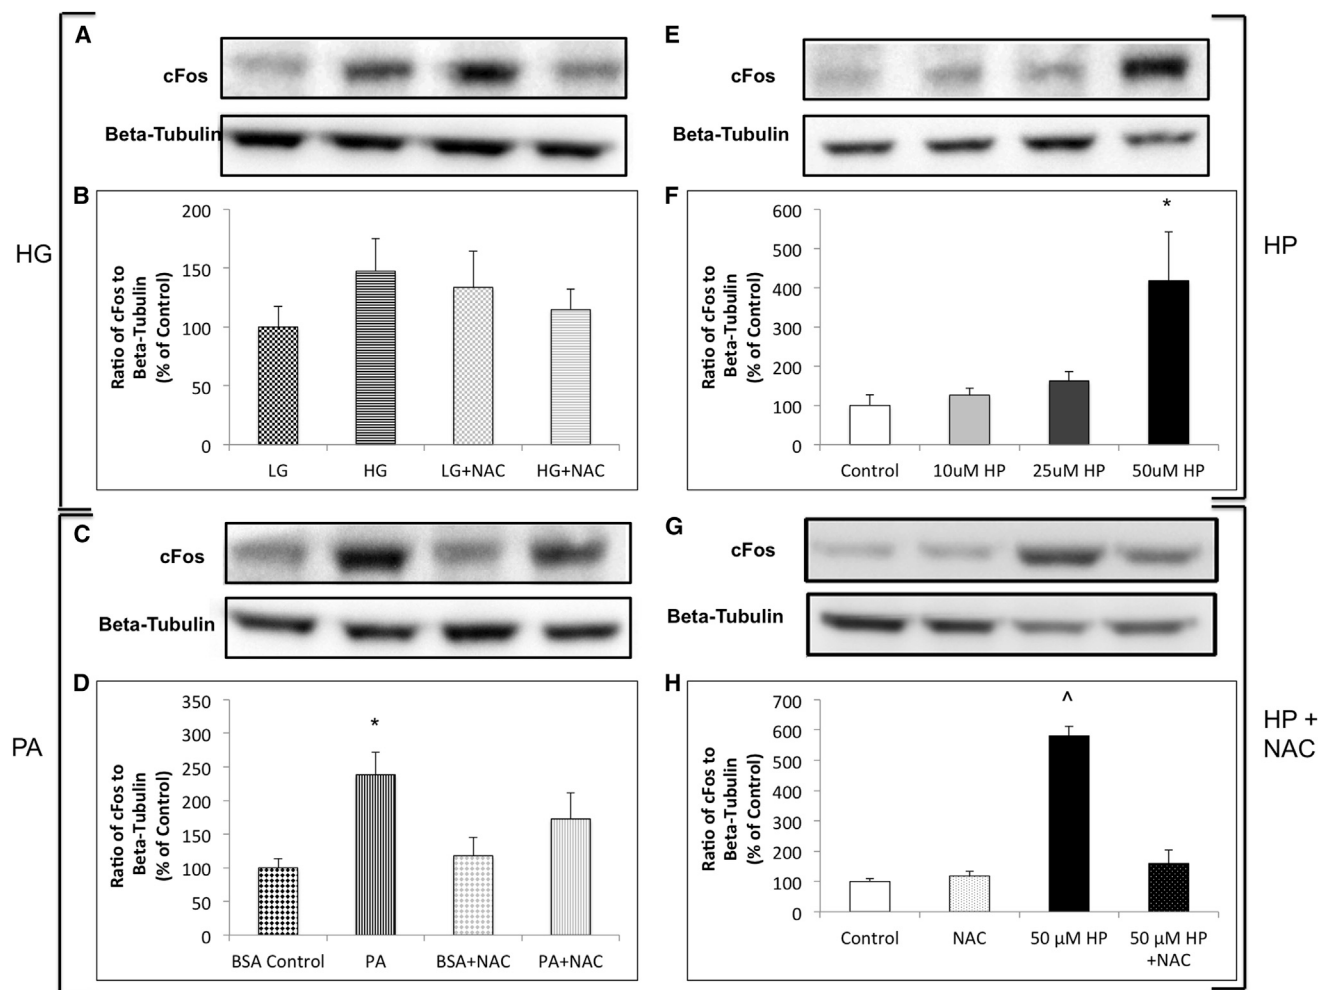 A
cFos
Beta-Tubulin
B
200
150
100
50
0
Ratio of cFos to
Beta-Tubulin
(% of Control)
LG HG LG+NAC HG+NAC
HG
C
cFos
Beta-Tubulin
D
350
300
250
200
150
100
50
0
Ratio of cFos to
Beta-Tubulin
(% of Control)
*
BSA Control PA BSA+NAC PA+NAC
PA
E
cFos
Beta-Tubulin
F
600
500
400
300
200
100
0
Ratio of cFos to
Beta-Tubulin
(% of Control)
*
Control 10uM HP 25uM HP 50uM HP
HP
G
cFos
Beta-Tubulin
H
700
600
500
400
300
200
100
0
Ratio of cFos to
Beta-Tubulin
(% of Control)
^
Control NAC 50 µM HP 50 µM HP
+NAC
HP +
NAC